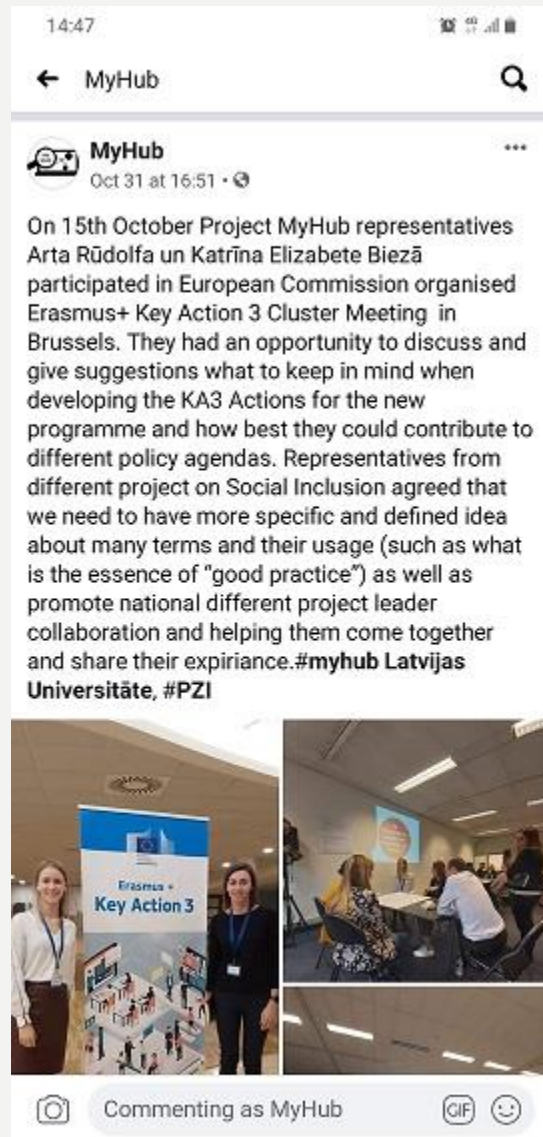 14:47
MyHub
MyHub
Oct 31 at 16:51 •
On 15th October Project MyHub representatives
Arta Rūdolfa un Katrīna Elizabete Biezā
participated in European Commission organised
Erasmus+ Key Action 3 Cluster Meeting in
Brussels. They had an opportunity to discuss and
give suggestions what to keep in mind when
developing the KA3 Actions for the new
programme and how best they could contribute to
different policy agendas. Representatives from
different project on Social Inclusion agreed that
we need to have more specific and defined idea
about many terms and their usage (such as what
is the essence of "good practice") as well as
promote national different project leader
collaboration and helping them come together
and share their expiriance.#myhub Latvijas
Universitāte, #PZI
Erasmus +
Key Action 3
Commenting as MyHub
GIF